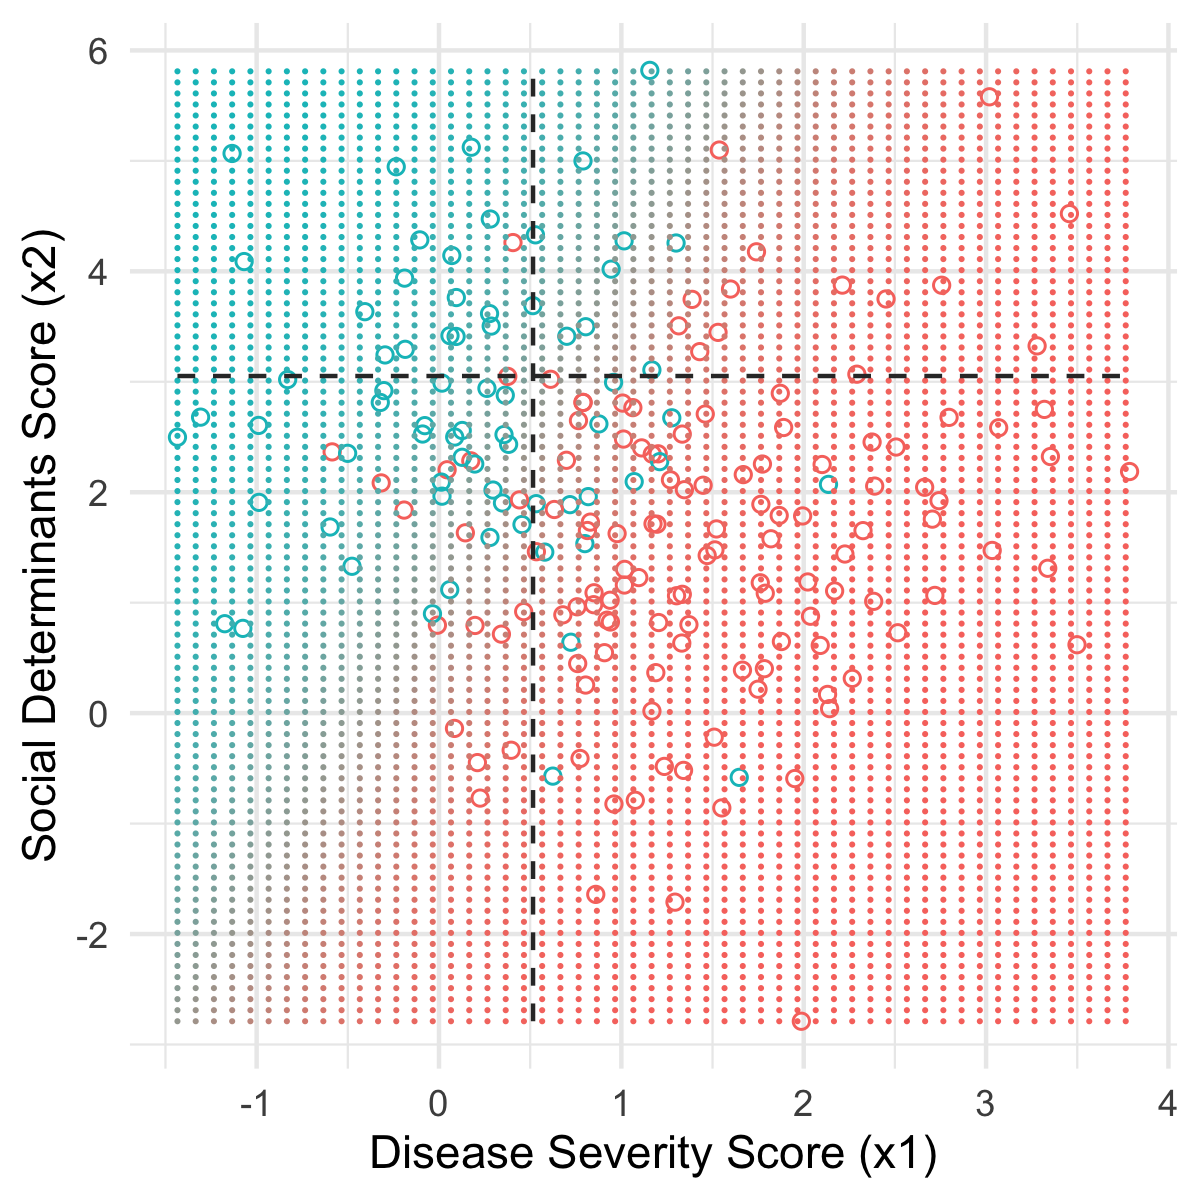 Social Determinants Score (x2)
6
4
2
0
-2
-1 0 1 2 3 4
Disease Severity Score (x1)